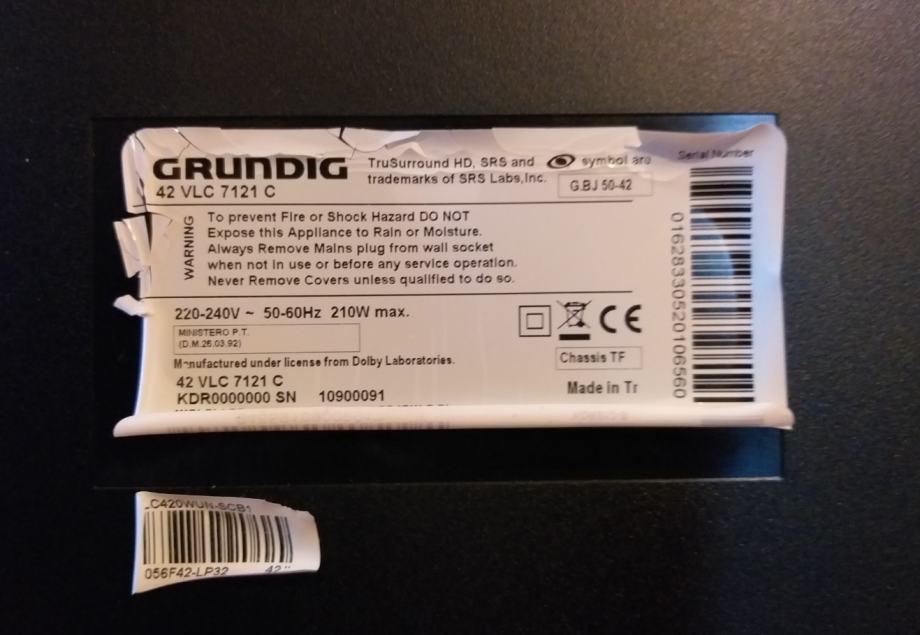 GRUNDIG
42 VLC 7121 C
TruSurround HD, SRS and symbol are
trademarks of SRS Labs,Inc.
G.BJ 50-42
Serial Number
01628330520106560
WARNING
To prevent Fire or Shock Hazard DO NOT
Expose this Appliance to Rain or Moisture.
Always Remove Mains plug from wall socket
when not in use or before any service operation.
Never Remove Covers unless qualified to do so.
220-240V ~ 50-60Hz 210W max.
MINISTERO P.T.
(D.M.26.03.92)
CE
Manufactured under license from Dolby Laboratories.
Chassis TF
42 VLC 7121 C
KDR0000000 SN 10900091
Made in Tr
LC420WUN-SCB1
056F42-LP32 42"